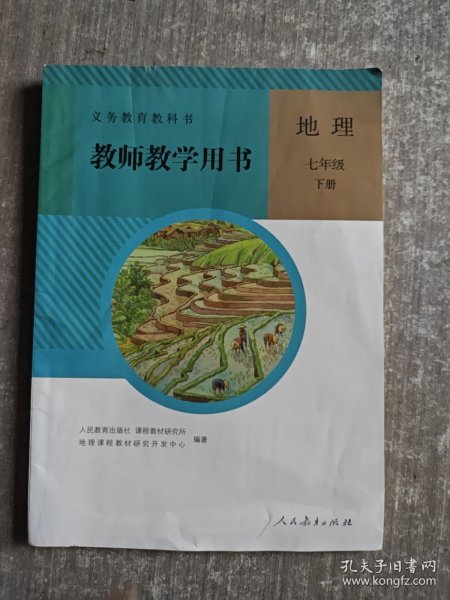 义务教育教科书
教师教学用书
地理
七年级
下册
人民教育出版社 课程教材研究所
地理课程教材研究开发中心
编著
人民教育出版社
孔夫子旧书网
www.kongfz.com